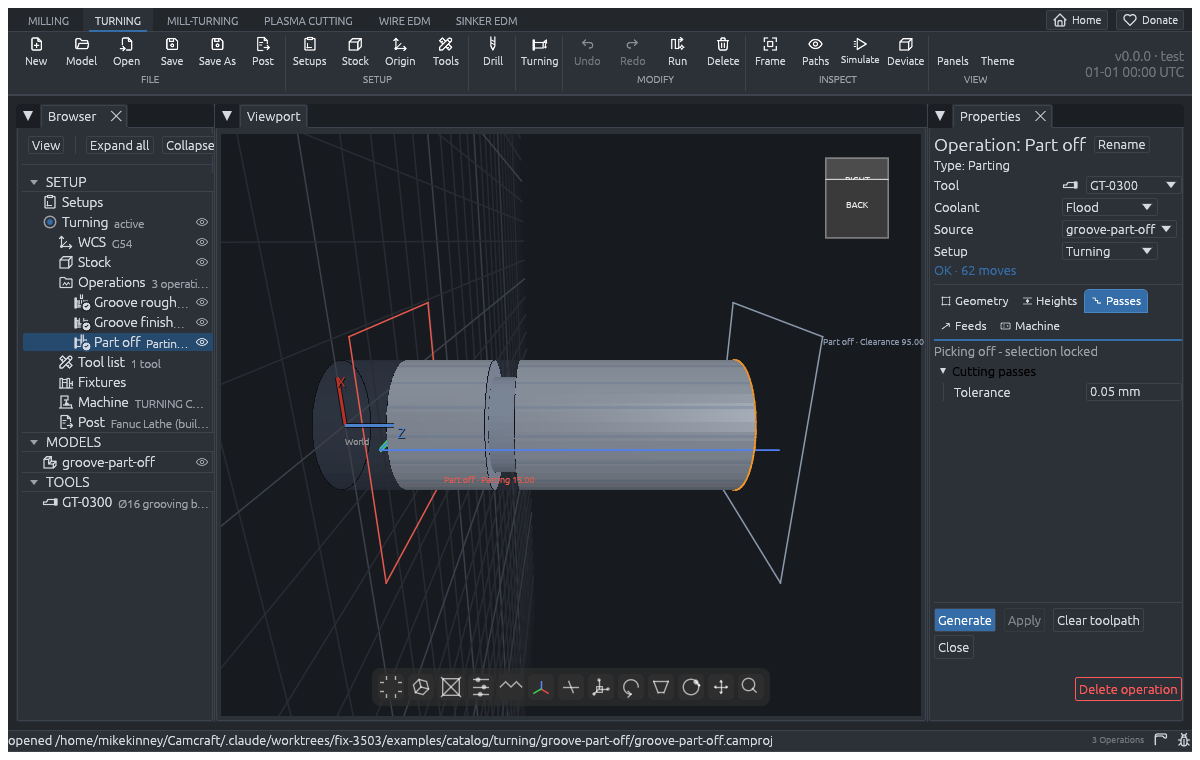 MILLING TURNING MILL-TURNING PLASMA CUTTING WIRE EDM SINKER EDM Home Donate
New Model Open Save Save As Post Setups Stock Origin Tools Drill Turning Undo Redo Run Delete Frame Paths Simulate Deviate Panels Theme
FILE SETUP MODIFY INSPECT VIEW
v0.0.0 · test
01-01 00:00 UTC
Browser
View Expand all Collapse
SETUP
Setups
Turning active
WCS G54
Stock
Operations 3 operati...
Groove rough...
Groove finish...
Part off Partin...
Tool list 1 tool
Fixtures
Machine TURNING C...
Post Fanuc Lathe (buil...
MODELS
groove-part-off
TOOLS
GT-0300 Ø16 grooving b...
Viewport
RIGHT
BACK
Part off · Clearance 95.00
X
Z
World
Part off · Parting 15.00
Properties
Operation: Part off Rename
Type: Parting
Tool GT-0300
Coolant Flood
Source groove-part-off
Setup Turning
OK · 62 moves
Geometry Heights Passes
Feeds Machine
Picking off - selection locked
Cutting passes
Tolerance 0.05 mm
Generate Apply Clear toolpath
Close
Delete operation
opened /home/mikekinney/Camcraft/.claude/worktrees/fix-3503/examples/catalog/turning/groove-part-off/groove-part-off.camproj
3 Operations